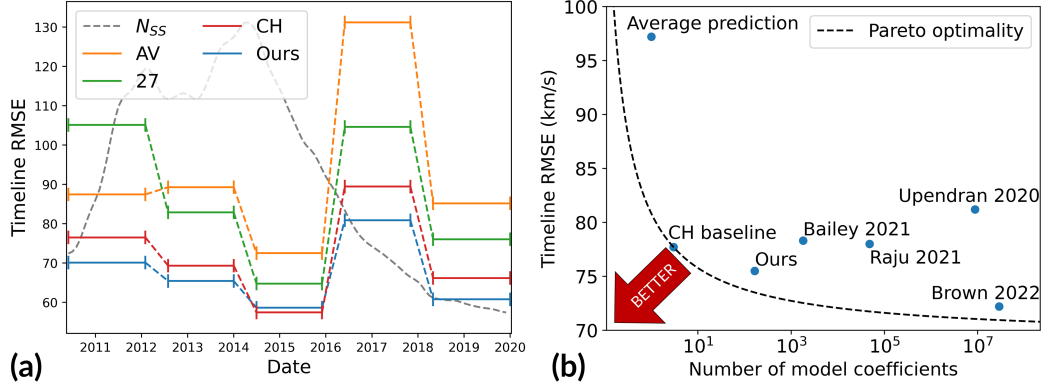 N_SS
AV
27
CH
Ours
130
120
110
100
90
80
70
60
Timeline RMSE
2011 2012 2013 2014 2015 2016 2017 2018 2019 2020
Date
(a)
Pareto optimality
Average prediction
Upendran 2020
CH baseline
Bailey 2021
Ours
Raju 2021
Brown 2022
BETTER
100
95
90
85
80
75
70
Timeline RMSE (km/s)
10^1 10^3 10^5 10^7
Number of model coefficients
(b)